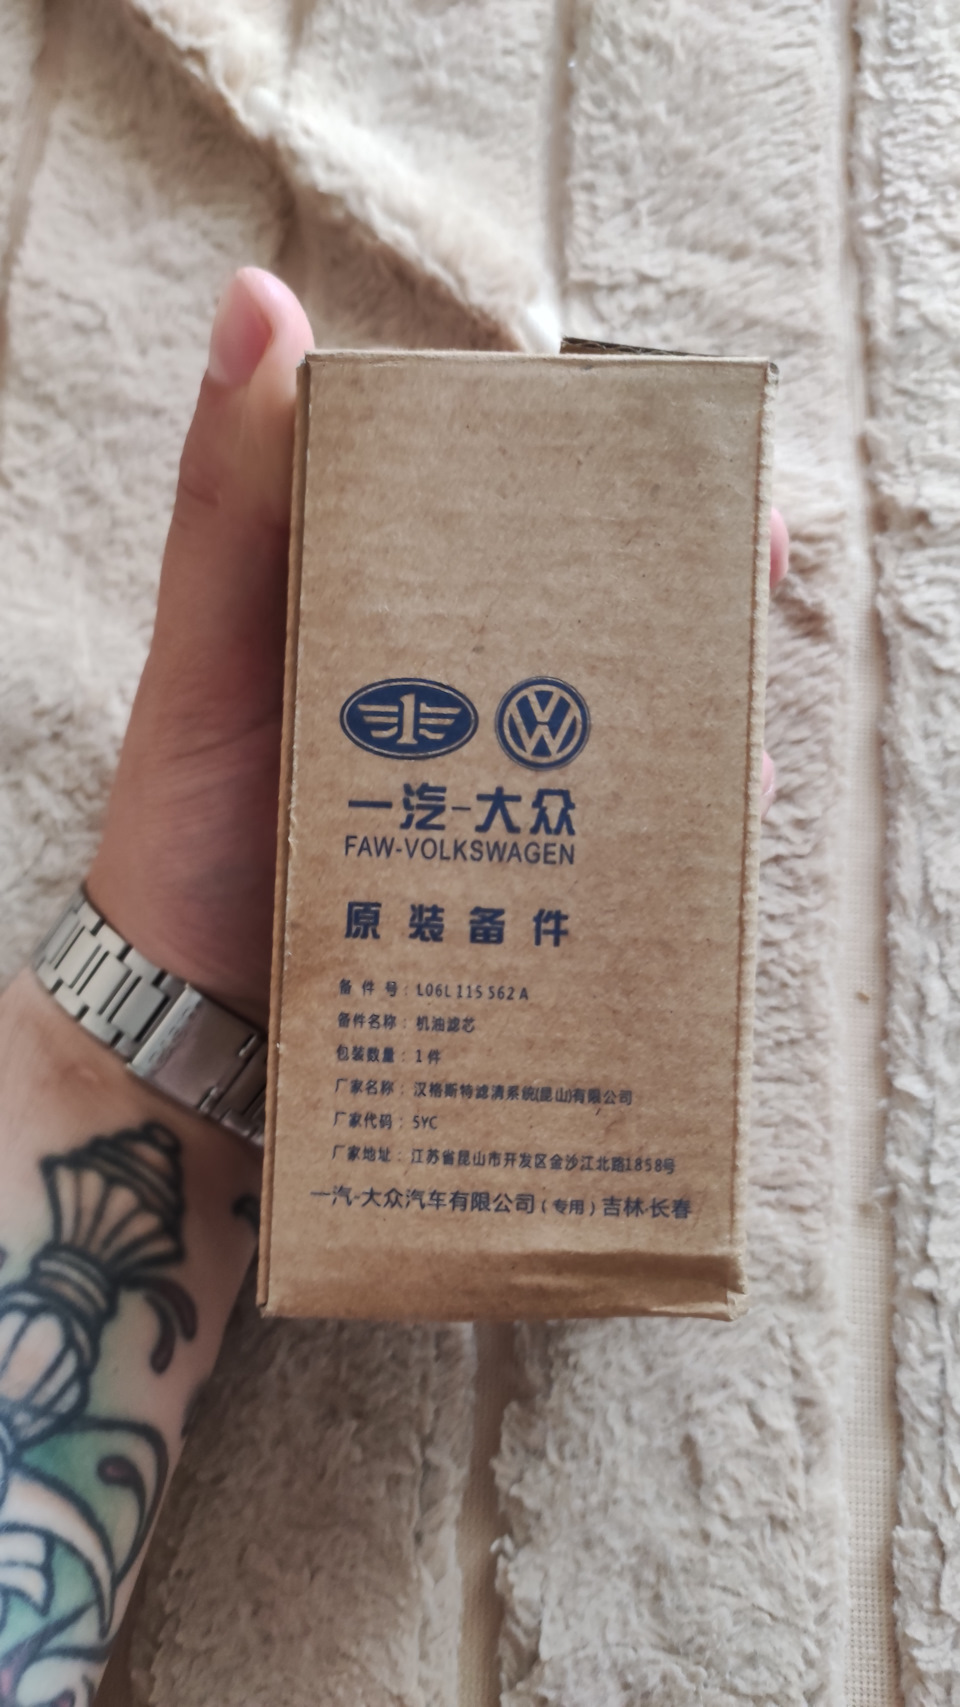 一汽-大众
FAW-VOLKSWAGEN
原装备件
备件号：L06L 115 562 A
备件名称：机油滤芯
包装数量：1件
厂家名称：汉格斯特滤清系统(昆山)有限公司
厂家代码：5YC
厂家地址：江苏省昆山市开发区金沙江北路1858号
一汽-大众汽车有限公司（专用）吉林·长春